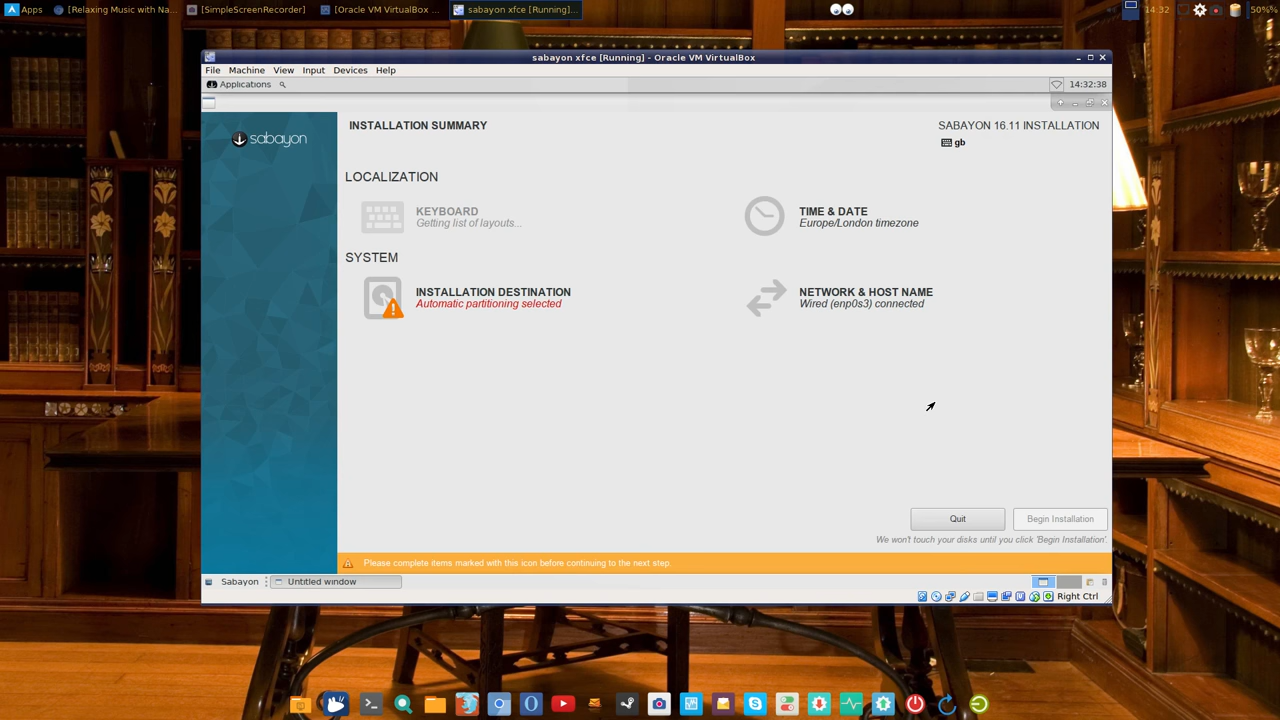 Apps
[Relaxing Music with Na...
[SimpleScreenRecorder]
[Oracle VM VirtualBox ...
sabayon xfce [Running]...
14:32
50%%
sabayon xfce [Running] - Oracle VM VirtualBox
File Machine View Input Devices Help
Applications
14:32:38
sabayon
INSTALLATION SUMMARY
SABAYON 16.11 INSTALLATION
gb
LOCALIZATION
KEYBOARD
Getting list of layouts...
TIME & DATE
Europe/London timezone
SYSTEM
INSTALLATION DESTINATION
Automatic partitioning selected
NETWORK & HOST NAME
Wired (enp0s3) connected
Quit
Begin Installation
We won't touch your disks until you click 'Begin Installation'.
Please complete items marked with this icon before continuing to the next step.
Sabayon
Untitled window
Right Ctrl